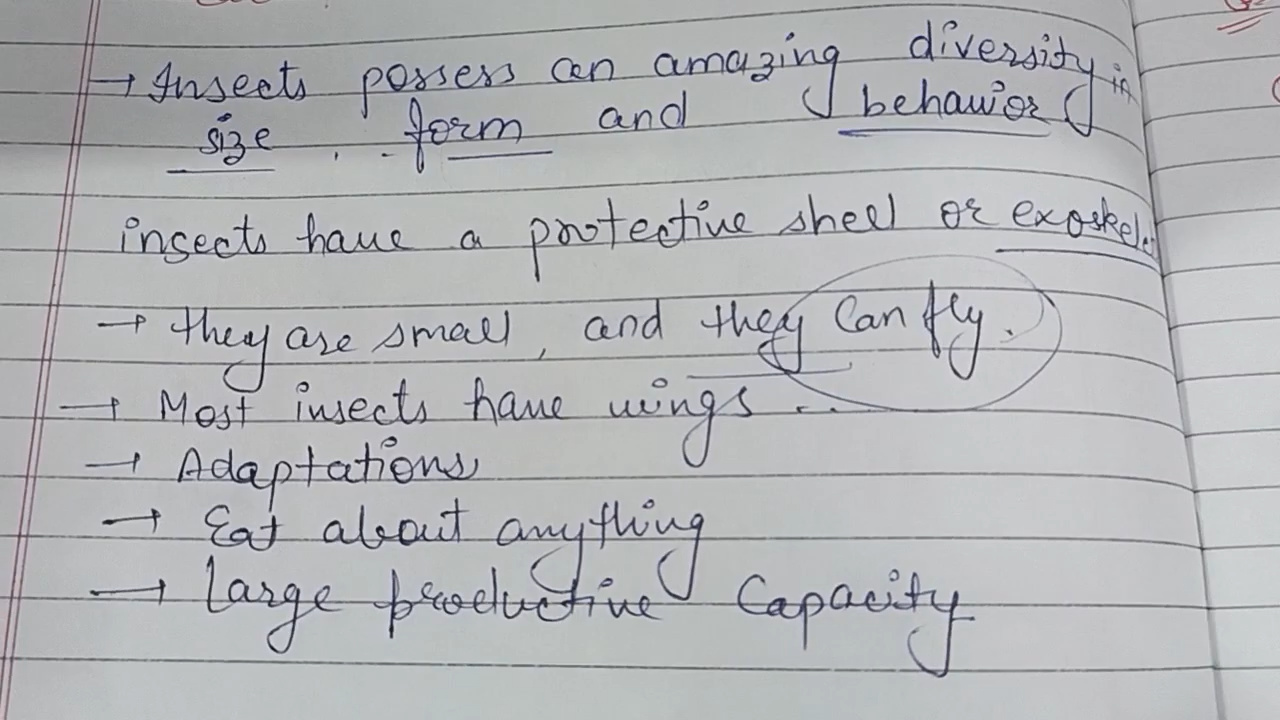 → Insects possess an amazing diversity in
size, form and behavior
insects have a protective shell or exoskele
→ they are small, and they can fly.
→ Most insects have wings ..
→ Adaptations
→ Eat about anything
→ Large productive Capacity